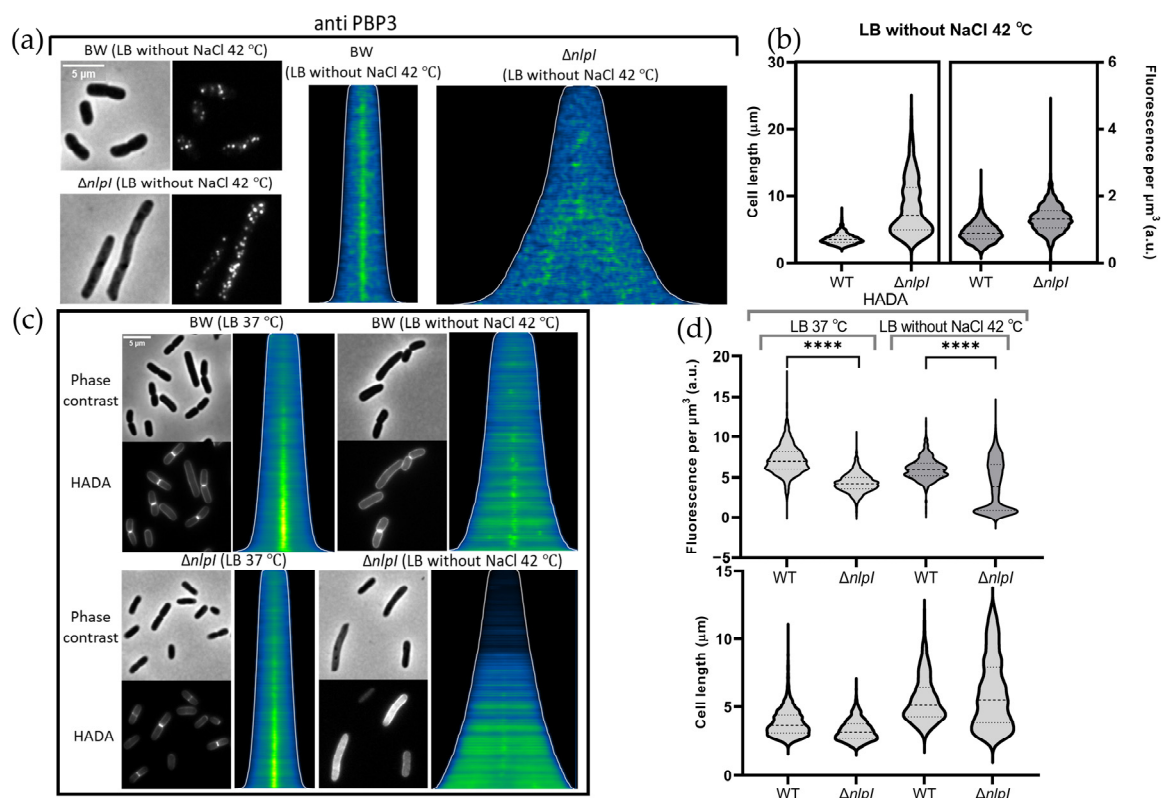 anti PBP3
(a)
BW (LB without NaCl 42 °C)
5 µm
ΔnlpI (LB without NaCl 42 °C)
BW
(LB without NaCl 42 °C)
ΔnlpI
(LB without NaCl 42 °C)
(b)
LB without NaCl 42 °C
Cell length (µm)
30
20
10
0
WT
ΔnlpI
WT
ΔnlpI
6
4
2
0
Fluorescence per µm³ (a.u.)
(c)
BW (LB 37 °C)
BW (LB without NaCl 42 °C)
5 µm
Phase
contrast
HADA
ΔnlpI (LB 37 °C)
ΔnlpI (LB without NaCl 42 °C)
Phase
contrast
HADA
(d)
HADA
LB 37 °C
LB without NaCl 42 °C
****
****
Fluorescence per µm³ (a.u.)
20
15
10
5
0
−5
WT
ΔnlpI
WT
ΔnlpI
Cell length (µm)
15
10
5
0
WT
ΔnlpI
WT
ΔnlpI